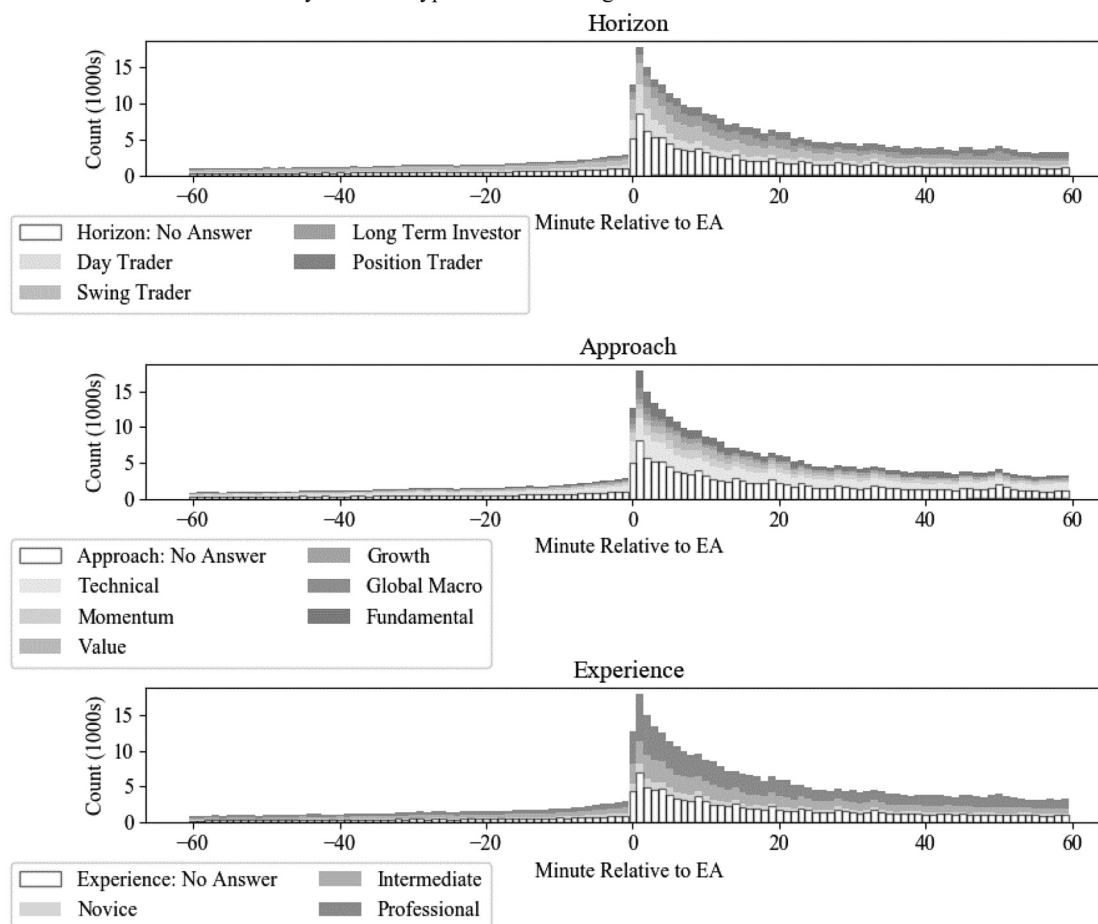 Horizon
Count (1000s)
15
10
5
0
−60 −40 −20 0 20 40 60
Minute Relative to EA
Horizon: No Answer Long Term Investor
Day Trader Position Trader
Swing Trader
Approach
Count (1000s)
15
10
5
0
−60 −40 −20 0 20 40 60
Minute Relative to EA
Approach: No Answer Growth
Technical Global Macro
Momentum Fundamental
Value
Experience
Count (1000s)
15
10
5
0
−60 −40 −20 0 20 40 60
Minute Relative to EA
Experience: No Answer Intermediate
Novice Professional